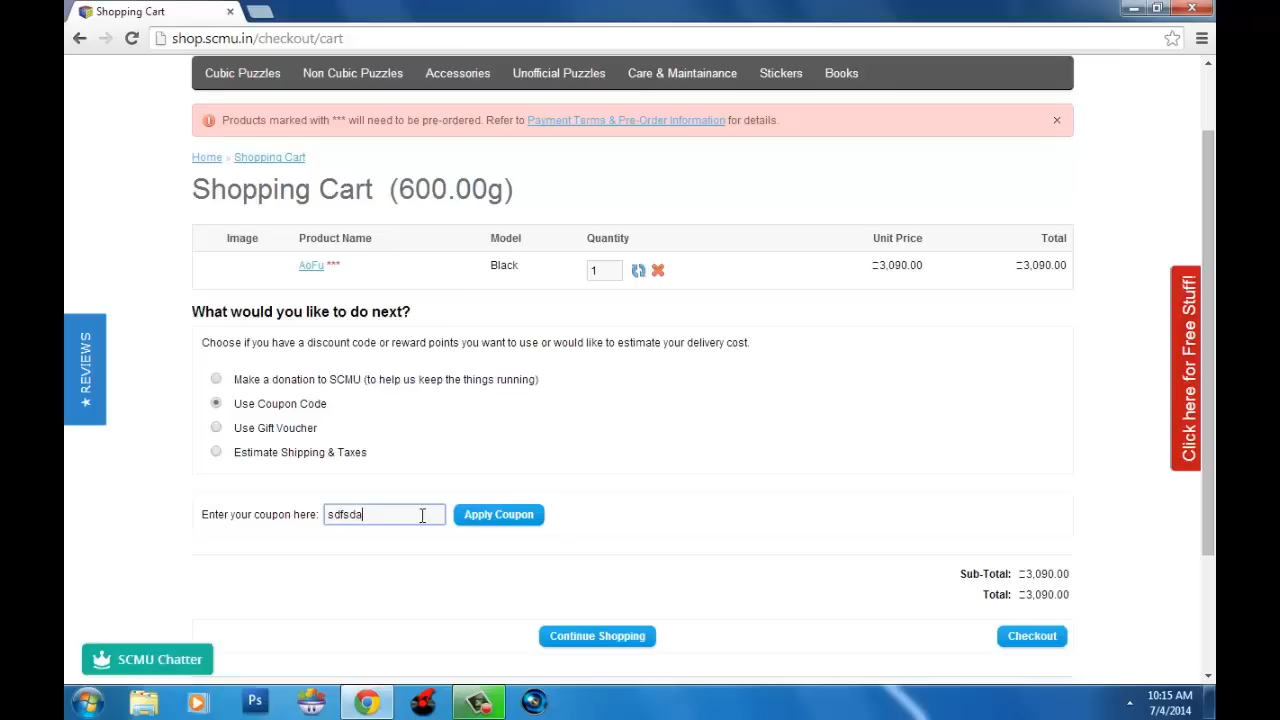 Shopping Cart
shop.scmu.in/checkout/cart
Cubic Puzzles Non Cubic Puzzles Accessories Unofficial Puzzles Care & Maintainance Stickers Books
Products marked with *** will need to be pre-ordered. Refer to Payment Terms & Pre-Order Information for details.
Home » Shopping Cart
Shopping Cart (600.00g)
Image Product Name Model Quantity Unit Price Total
AoFu *** Black 1 3,090.00 3,090.00
What would you like to do next?
Choose if you have a discount code or reward points you want to use or would like to estimate your delivery cost.
Make a donation to SCMU (to help us keep the things running)
Use Coupon Code
Use Gift Voucher
Estimate Shipping & Taxes
Enter your coupon here: sdfsda Apply Coupon
Sub-Total: 3,090.00
Total: 3,090.00
Continue Shopping Checkout
★ REVIEWS
Click here for Free Stuff!
SCMU Chatter
Ps
10:15 AM
7/4/2014